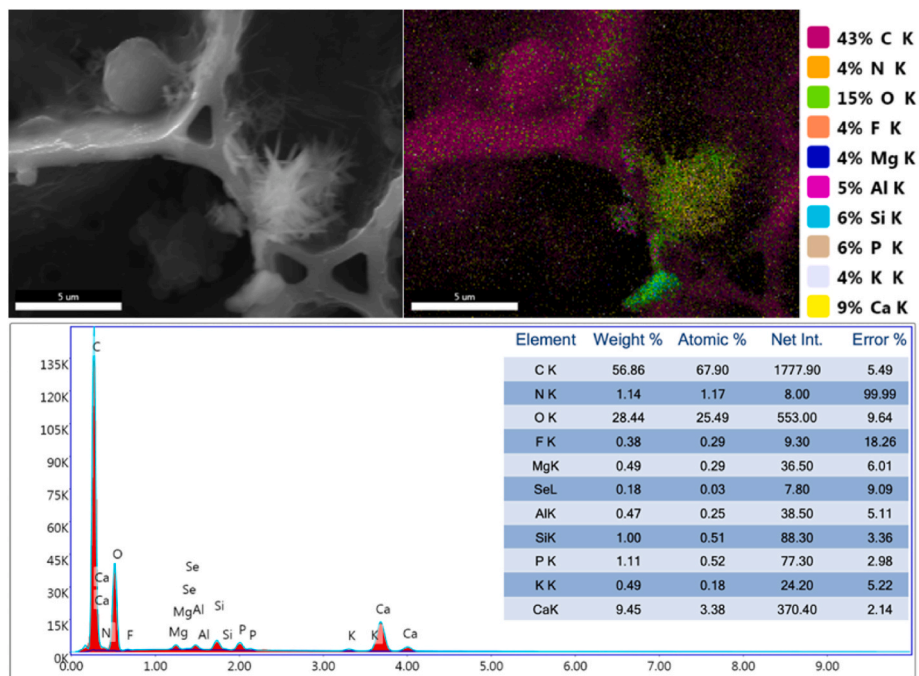 5 um
5 um
43% C K
4% N K
15% O K
4% F K
4% Mg K
5% Al K
6% Si K
6% P K
4% K K
9% Ca K
135K
120K
105K
90K
75K
60K
45K
30K
15K
0K
C
Ca
Ca
N
O
F
Se
Se
Mg Al
Mg
Al
Si
Si
P
P
K
K
Ca
Ca
0.00 1.00 2.00 3.00 4.00 5.00 6.00 7.00 8.00 9.00
Element Weight % Atomic % Net Int. Error %
C K 56.86 67.90 1777.90 5.49
N K 1.14 1.17 8.00 99.99
O K 28.44 25.49 553.00 9.64
F K 0.38 0.29 9.30 18.26
MgK 0.49 0.29 36.50 6.01
SeL 0.18 0.03 7.80 9.09
AlK 0.47 0.25 38.50 5.11
SiK 1.00 0.51 88.30 3.36
P K 1.11 0.52 77.30 2.98
K K 0.49 0.18 24.20 5.22
CaK 9.45 3.38 370.40 2.14